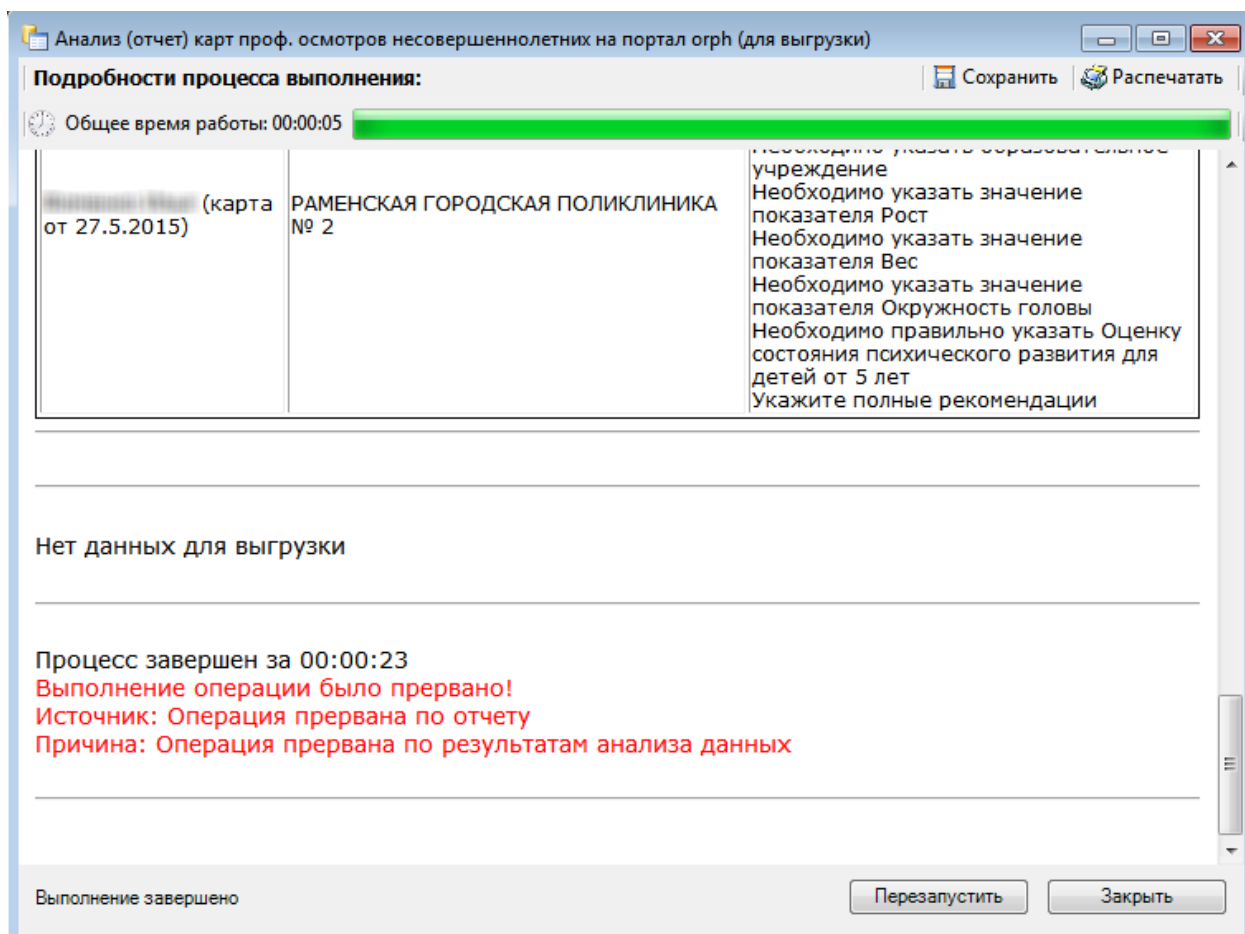 Анализ (отчет) карт проф. осмотров несовершеннолетних на портал orph (для выгрузки)
Подробности процесса выполнения:
Сохранить
Распечатать
Общее время работы: 00:00:05
(карта
от 27.5.2015)
РАМЕНСКАЯ ГОРОДСКАЯ ПОЛИКЛИНИКА
№ 2
Необходимо указать образовательное
учреждение
Необходимо указать значение
показателя Рост
Необходимо указать значение
показателя Вес
Необходимо указать значение
показателя Окружность головы
Необходимо правильно указать Оценку
состояния психического развития для
детей от 5 лет
Укажите полные рекомендации
Нет данных для выгрузки
Процесс завершен за 00:00:23
Выполнение операции было прервано!
Источник: Операция прервана по отчету
Причина: Операция прервана по результатам анализа данных
Выполнение завершено
Перезапустить
Закрыть